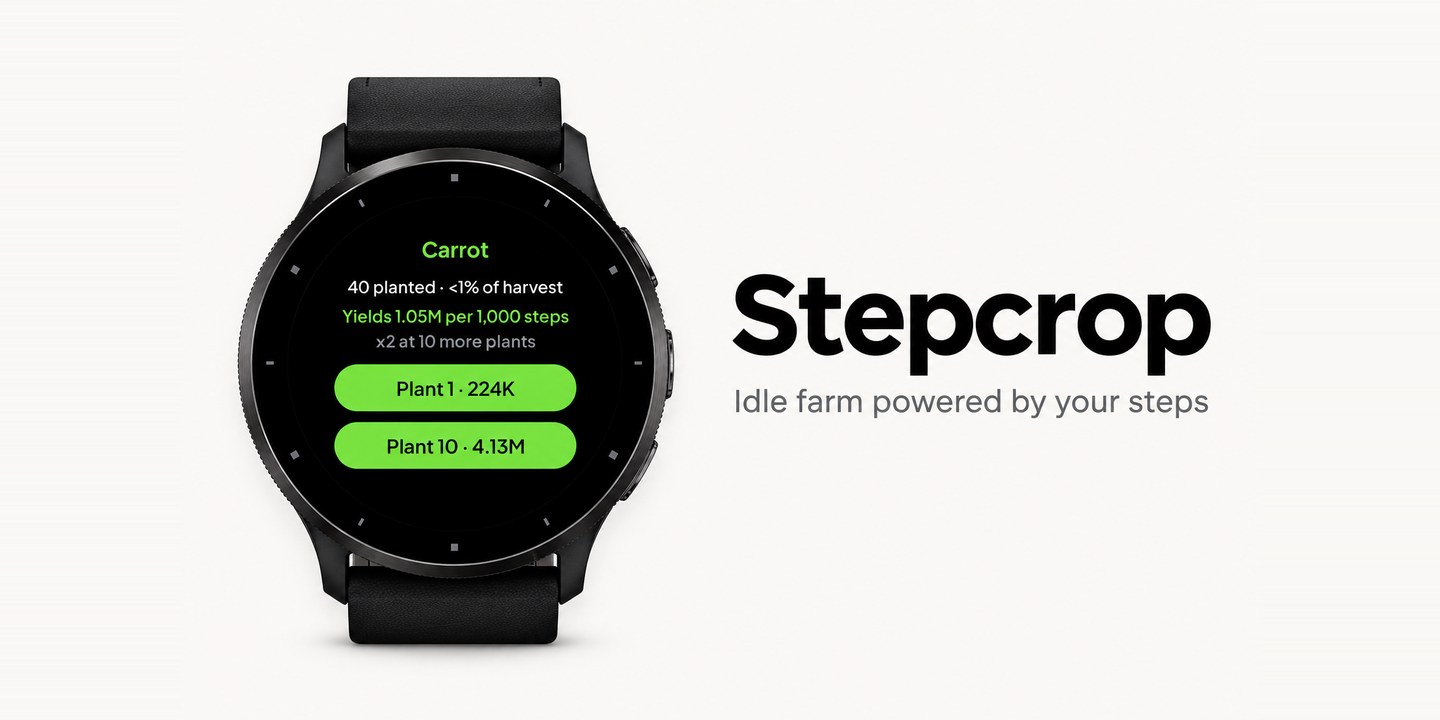 Carrot
40 planted · <1% of harvest
Yields 1.05M per 1,000 steps
x2 at 10 more plants
Plant 1 · 224K
Plant 10 · 4.13M
Stepcrop
Idle farm powered by your steps